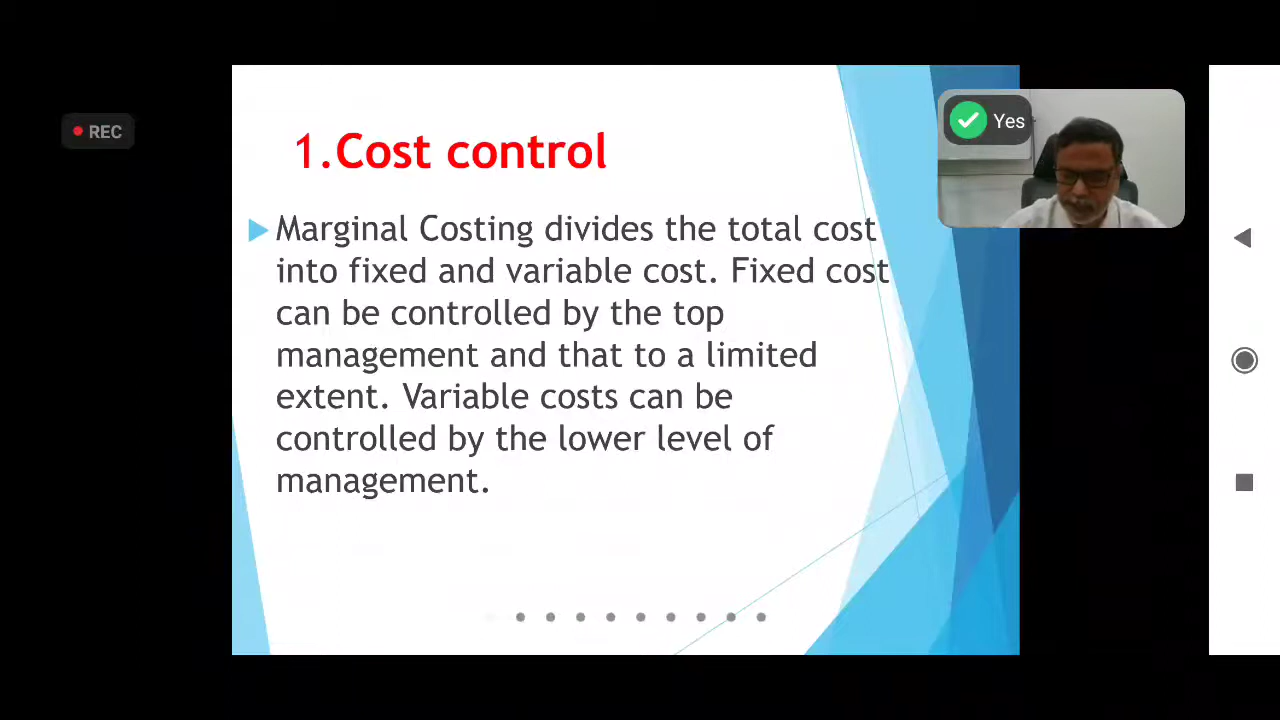 REC
1.Cost control
Yes
Marginal Costing divides the total cost
into fixed and variable cost. Fixed cost
can be controlled by the top
management and that to a limited
extent. Variable costs can be
controlled by the lower level of
management.